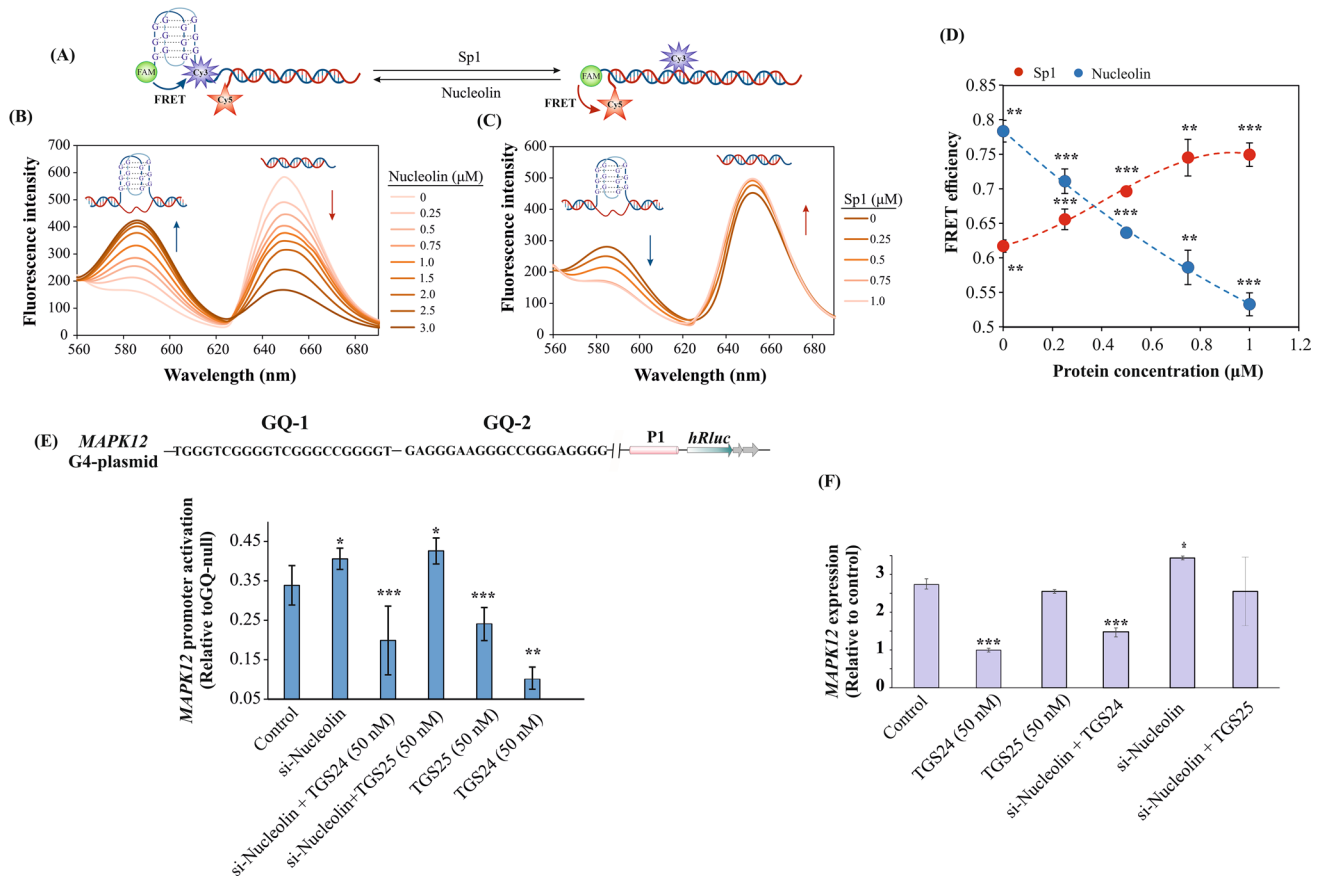 (A)
G G G G
G G G G
G G G G
FAM
Cy3
FRET
Cy5
Sp1
Nucleolin
FAM
Cy3
FRET
Cy5
(B)
Fluorescence intensity
700
600
500
400
300
200
100
0
560 580 600 620 640 660 680
Wavelength (nm)
Nucleolin (μM)
0
0.25
0.5
0.75
1.0
1.5
2.0
2.5
3.0
(C)
Fluorescence intensity
600
500
400
300
200
100
0
560 580 600 620 640 660 680
Wavelength (nm)
Sp1 (μM)
0
0.25
0.5
0.75
1.0
(D)
Sp1 Nucleolin
FRET efficiency
0.85
0.8
0.75
0.7
0.65
0.6
0.55
0.5
** *** *** ** ***
** *** *** ** ***
0 0.2 0.4 0.6 0.8 1 1.2
Protein concentration (μM)
(E)
GQ-1 GQ-2
MAPK12
G4-plasmid
TGGGTCGGGGTCGGGCCGGGGT GAGGGAAGGGCCGGGAGGGG
P1 hRluc
MAPK12 promoter activation
(Relative toGQ-null)
0.45
0.35
0.25
0.15
0.05
* *** * *** **
Control
si-Nucleolin
si-Nucleolin + TGS24 (50 nM)
si-Nucleolin+TGS25 (50 nM)
TGS25 (50 nM)
TGS24 (50 nM)
(F)
MAPK12 expression
(Relative to control)
3
2
1
0
*** *** *
Control
TGS24 (50 nM)
TGS25 (50 nM)
si-Nucleolin + TGS24
si-Nucleolin
si-Nucleolin + TGS25